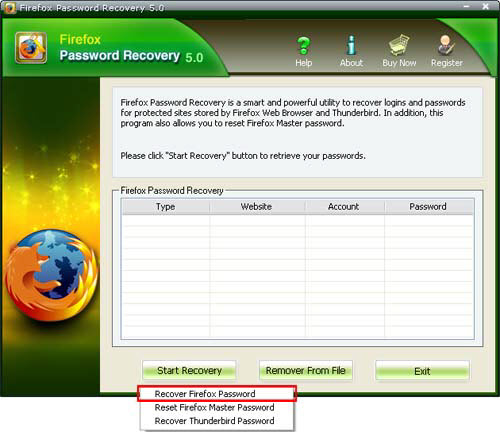 Firefox Password Recovery 5.0
Firefox
Password Recovery 5.0
Help
About
Buy Now
Register
Firefox Password Recovery is a smart and powerful utility to recover logins and passwords
for protected sites stored by Firefox Web Browser and Thunderbird. In addition, this
program also allows you to reset Firefox Master password.
Please click "Start Recovery" button to retrieve your passwords.
Firefox Password Recovery
Type Website Account Password
Start Recovery Remover From File Exit
Recover Firefox Password
Reset Firefox Master Password
Recover Thunderbird Password